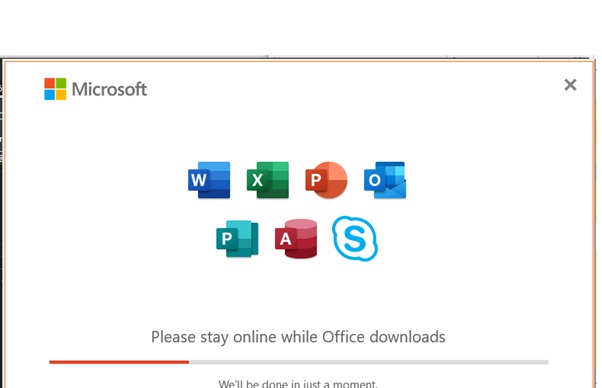 Microsoft
W X P O
P A S
Please stay online while Office downloads
We'll be done in just a moment.